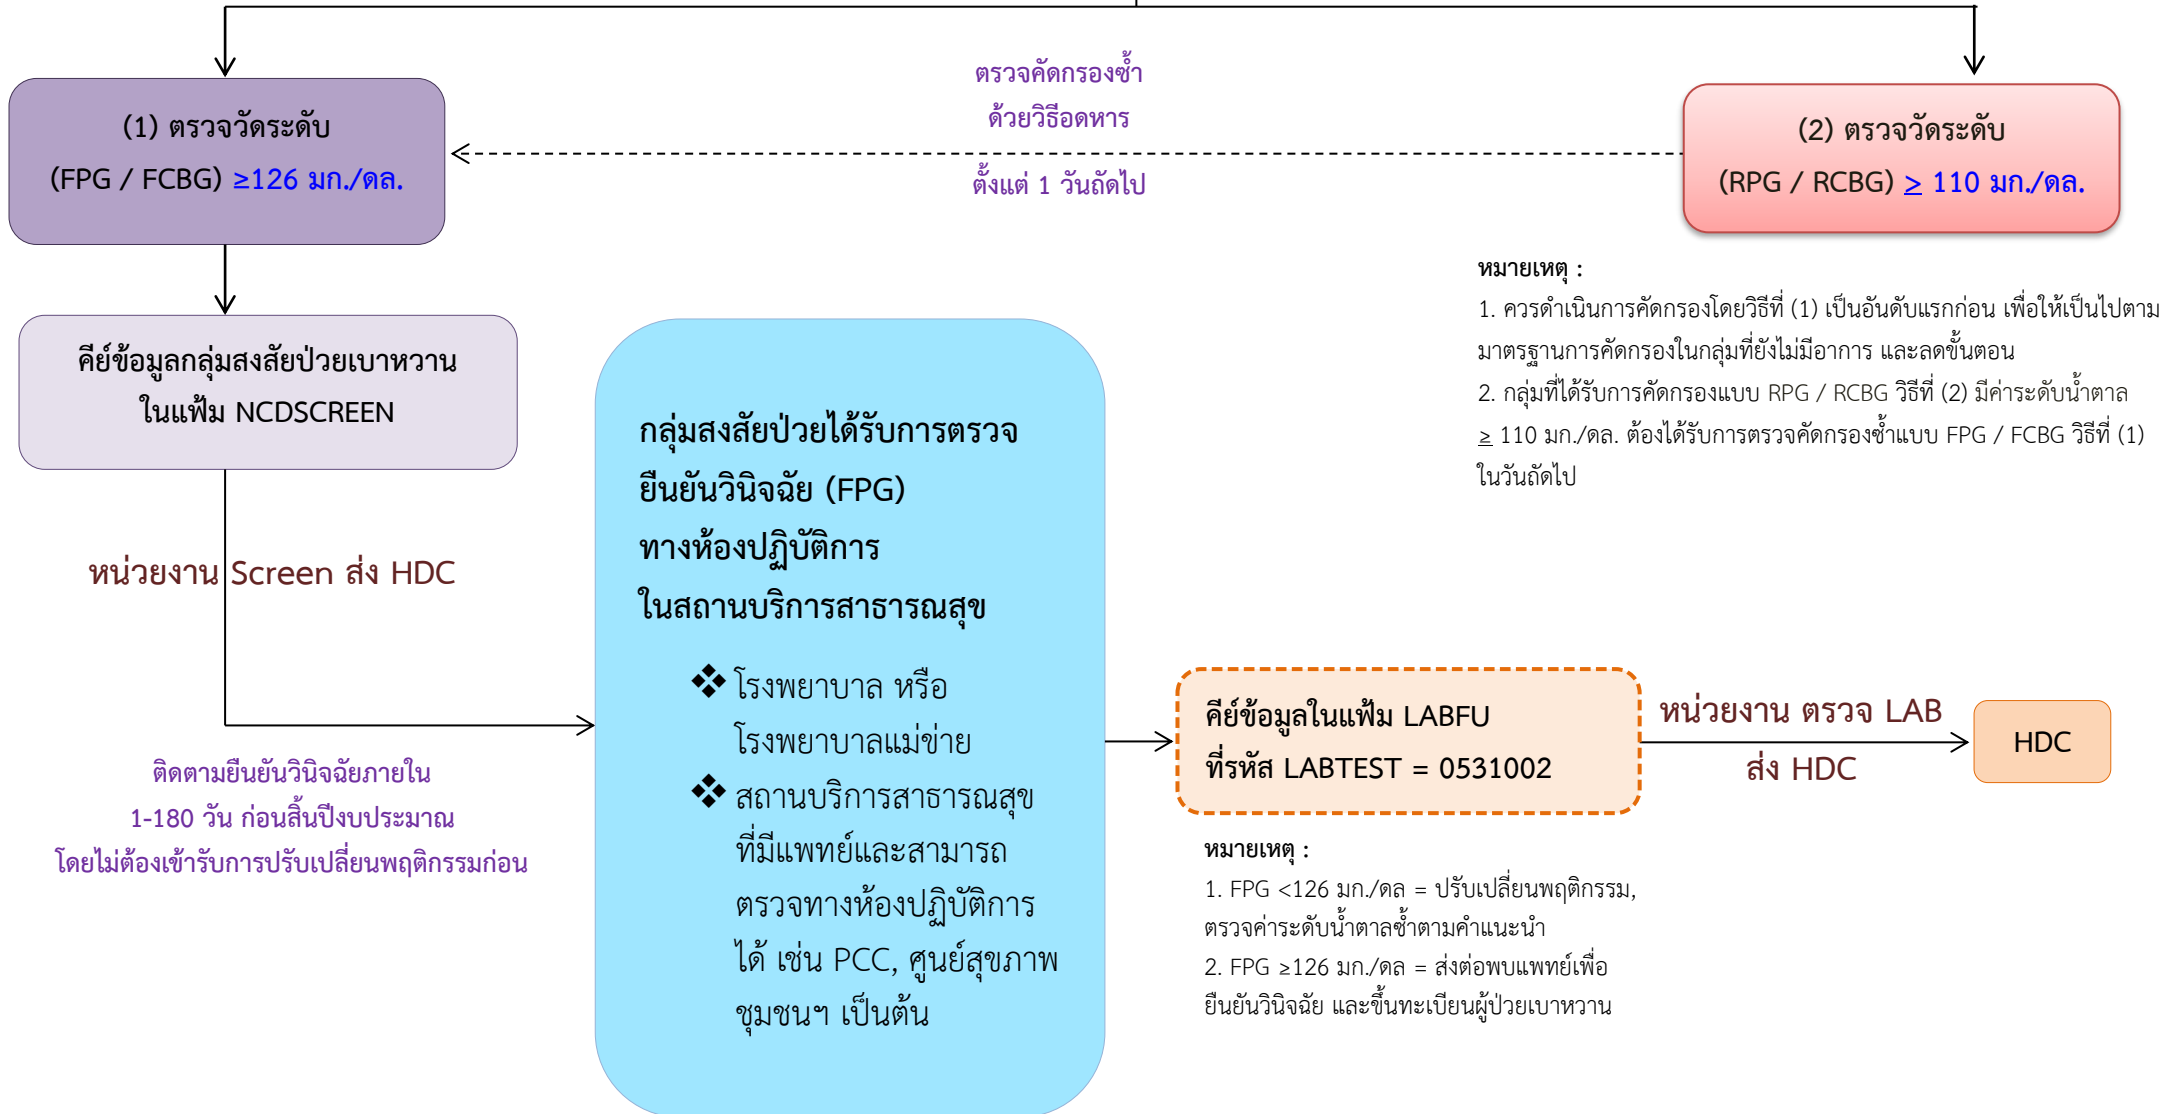 (1) ตรวจวัดระดับ
(FPG / FCBG) ≥126 มก./ดล.
ตรวจคัดกรองซ้ำ
ด้วยวิธีอดหาร
ตั้งแต่ 1 วันถัดไป
(2) ตรวจวัดระดับ
(RPG / RCBG) ≥ 110 มก./ดล.
หมายเหตุ :
1. ควรดำเนินการคัดกรองโดยวิธีที่ (1) เป็นอันดับแรกก่อน เพื่อให้เป็นไปตาม
มาตรฐานการคัดกรองในกลุ่มที่ยังไม่มีอาการ และลดขั้นตอน
2. กลุ่มที่ได้รับการคัดกรองแบบ RPG / RCBG วิธีที่ (2) มีค่าระดับน้ำตาล
≥ 110 มก./ดล. ต้องได้รับการตรวจคัดกรองซ้ำแบบ FPG / FCBG วิธีที่ (1)
ในวันถัดไป
คีย์ข้อมูลกลุ่มสงสัยป่วยเบาหวาน
ในแฟ้ม NCDSCREEN
หน่วยงาน Screen ส่ง HDC
ติดตามยืนยันวินิจฉัยภายใน
1-180 วัน ก่อนสิ้นปีงบประมาณ
โดยไม่ต้องเข้ารับการปรับเปลี่ยนพฤติกรรมก่อน
กลุ่มสงสัยป่วยได้รับการตรวจ
ยืนยันวินิจฉัย (FPG)
ทางห้องปฏิบัติการ
ในสถานบริการสาธารณสุข
❖ โรงพยาบาล หรือ
โรงพยาบาลแม่ข่าย
❖ สถานบริการสาธารณสุข
ที่มีแพทย์และสามารถ
ตรวจทางห้องปฏิบัติการ
ได้ เช่น PCC, ศูนย์สุขภาพ
ชุมชนฯ เป็นต้น
คีย์ข้อมูลในแฟ้ม LABFU
ที่รหัส LABTEST = 0531002
หน่วยงาน ตรวจ LAB
ส่ง HDC
HDC
หมายเหตุ :
1. FPG <126 มก./ดล = ปรับเปลี่ยนพฤติกรรม,
ตรวจค่าระดับน้ำตาลซ้ำตามคำแนะนำ
2. FPG ≥126 มก./ดล = ส่งต่อพบแพทย์เพื่อ
ยืนยันวินิจฉัย และขึ้นทะเบียนผู้ป่วยเบาหวาน